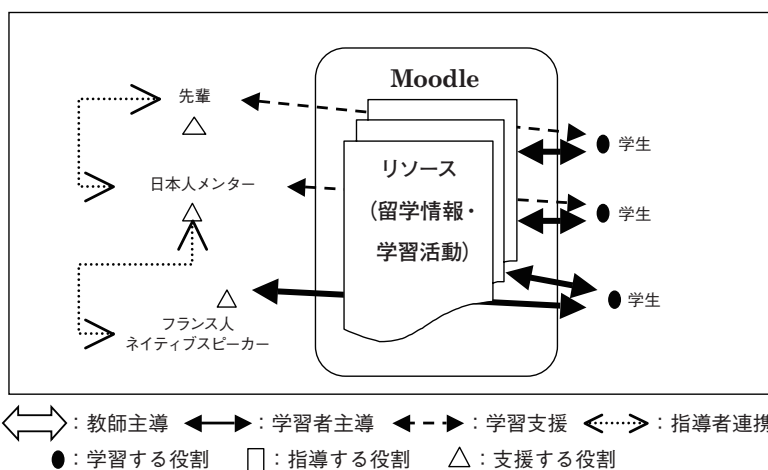 Moodle
先輩
学生
日本人メンター
リソース
(留学情報・
学習活動)
学生
学生
フランス人
ネイティブスピーカー
:教師主導 :学習者主導 :学習支援 :指導者連携
:学習する役割 :指導する役割 :支援する役割